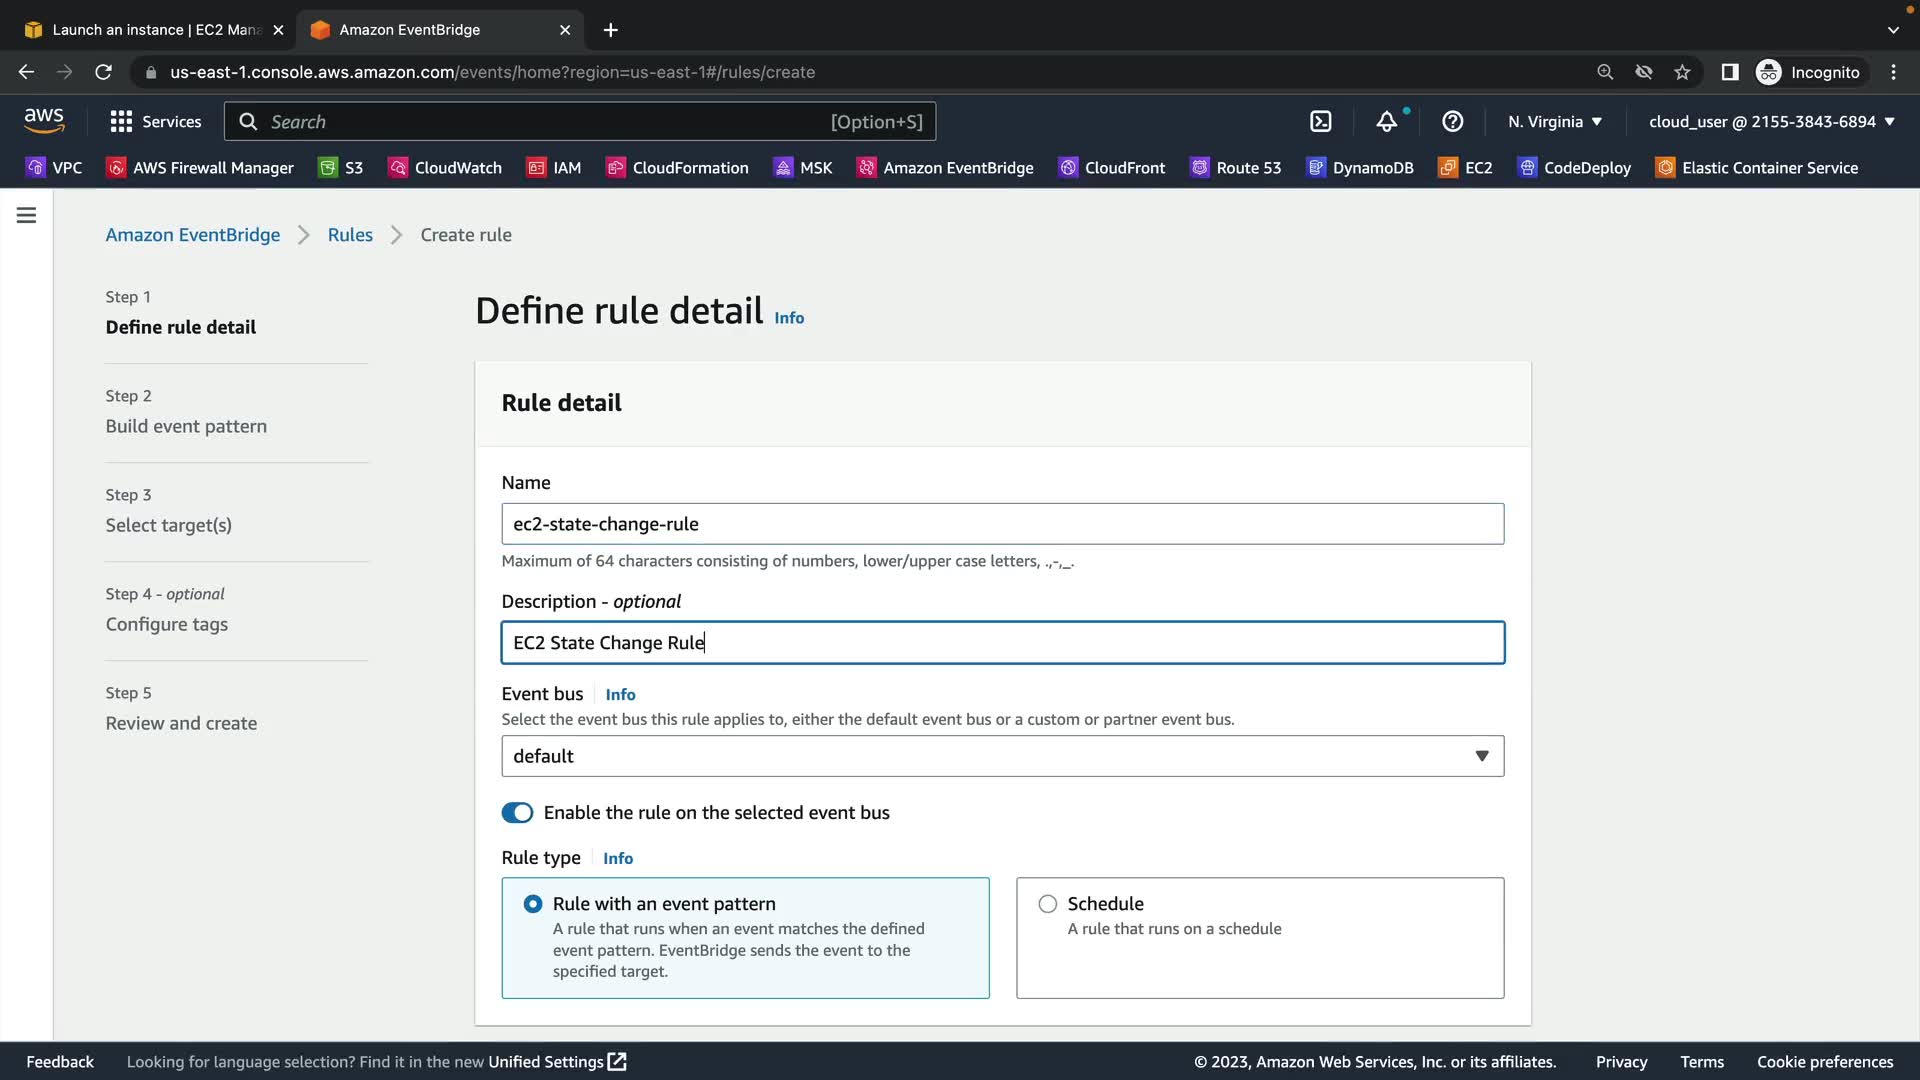 Launch an instance | EC2 Mana
Amazon EventBridge
us-east-1.console.aws.amazon.com/events/home?region=us-east-1#/rules/create
Incognito
aws
Services
Search
[Option+S]
N. Virginia
cloud_user @ 2155-3843-6894
VPC
AWS Firewall Manager
S3
CloudWatch
IAM
CloudFormation
MSK
Amazon EventBridge
CloudFront
Route 53
DynamoDB
EC2
CodeDeploy
Elastic Container Service
Amazon EventBridge
Rules
Create rule
Step 1
Define rule detail
Step 2
Build event pattern
Step 3
Select target(s)
Step 4 - optional
Configure tags
Step 5
Review and create
Define rule detail Info
Rule detail
Name
ec2-state-change-rule
Maximum of 64 characters consisting of numbers, lower/upper case letters, .,-,_.
Description - optional
EC2 State Change Rule
Event bus Info
Select the event bus this rule applies to, either the default event bus or a custom or partner event bus.
default
Enable the rule on the selected event bus
Rule type Info
Rule with an event pattern
A rule that runs when an event matches the defined
event pattern. EventBridge sends the event to the
specified target.
Schedule
A rule that runs on a schedule
Feedback
Looking for language selection? Find it in the new Unified Settings
© 2023, Amazon Web Services, Inc. or its affiliates.
Privacy
Terms
Cookie preferences